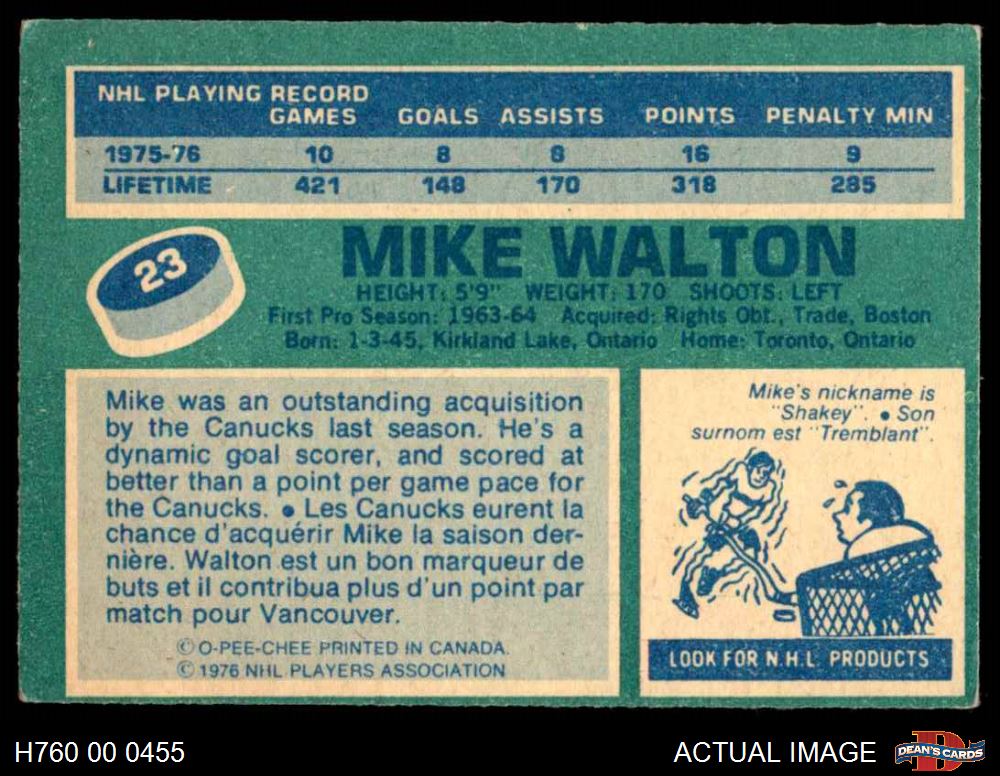 NHL PLAYING RECORD
GAMES GOALS ASSISTS POINTS PENALTY MIN
1975-76 10 8 8 16 9
LIFETIME 421 148 170 318 285
23
MIKE WALTON
HEIGHT: 5'9" WEIGHT: 170 SHOOTS: LEFT
First Pro Season: 1963-64 Acquired: Rights Obt., Trade, Boston
Born: 1-3-45, Kirkland Lake, Ontario Home: Toronto, Ontario
Mike was an outstanding acquisition
by the Canucks last season. He's a
dynamic goal scorer, and scored at
better than a point per game pace for
the Canucks. • Les Canucks eurent la
chance d'acquérir Mike la saison der-
nière. Walton est un bon marqueur de
buts et il contribua plus d'un point par
match pour Vancouver.
© O-PEE-CHEE PRINTED IN CANADA.
© 1976 NHL PLAYERS ASSOCIATION
Mike's nickname is
"Shakey". • Son
surnom est "Tremblant".
LOOK FOR N.H.L. PRODUCTS
H760 00 0455
ACTUAL IMAGE
D
DEAN'S CARDS